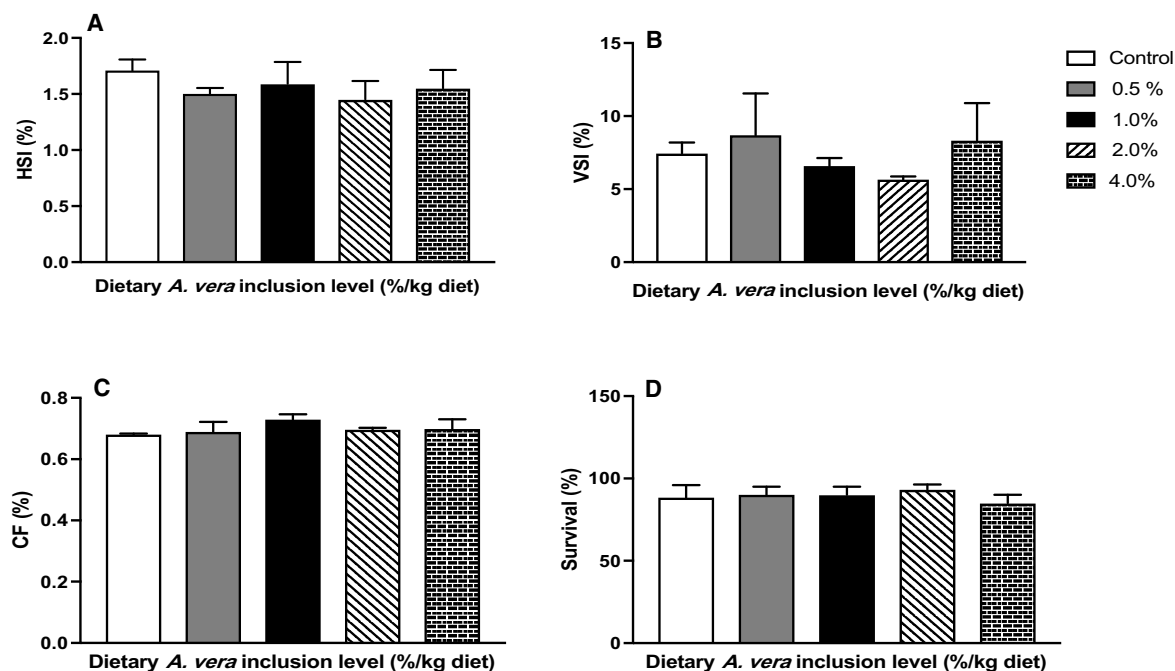 A
HSI (%)
2.0
1.5
1.0
0.5
0.0
Dietary A. vera inclusion level (%/kg diet)
B
VSI (%)
15
10
5
0
Dietary A. vera inclusion level (%/kg diet)
Control
0.5 %
1.0%
2.0%
4.0%
C
CF (%)
0.8
0.6
0.4
0.2
0.0
Dietary A. vera inclusion level (%/kg diet)
D
Survival (%)
150
100
50
0
Dietary A. vera inclusion level (%/kg diet)